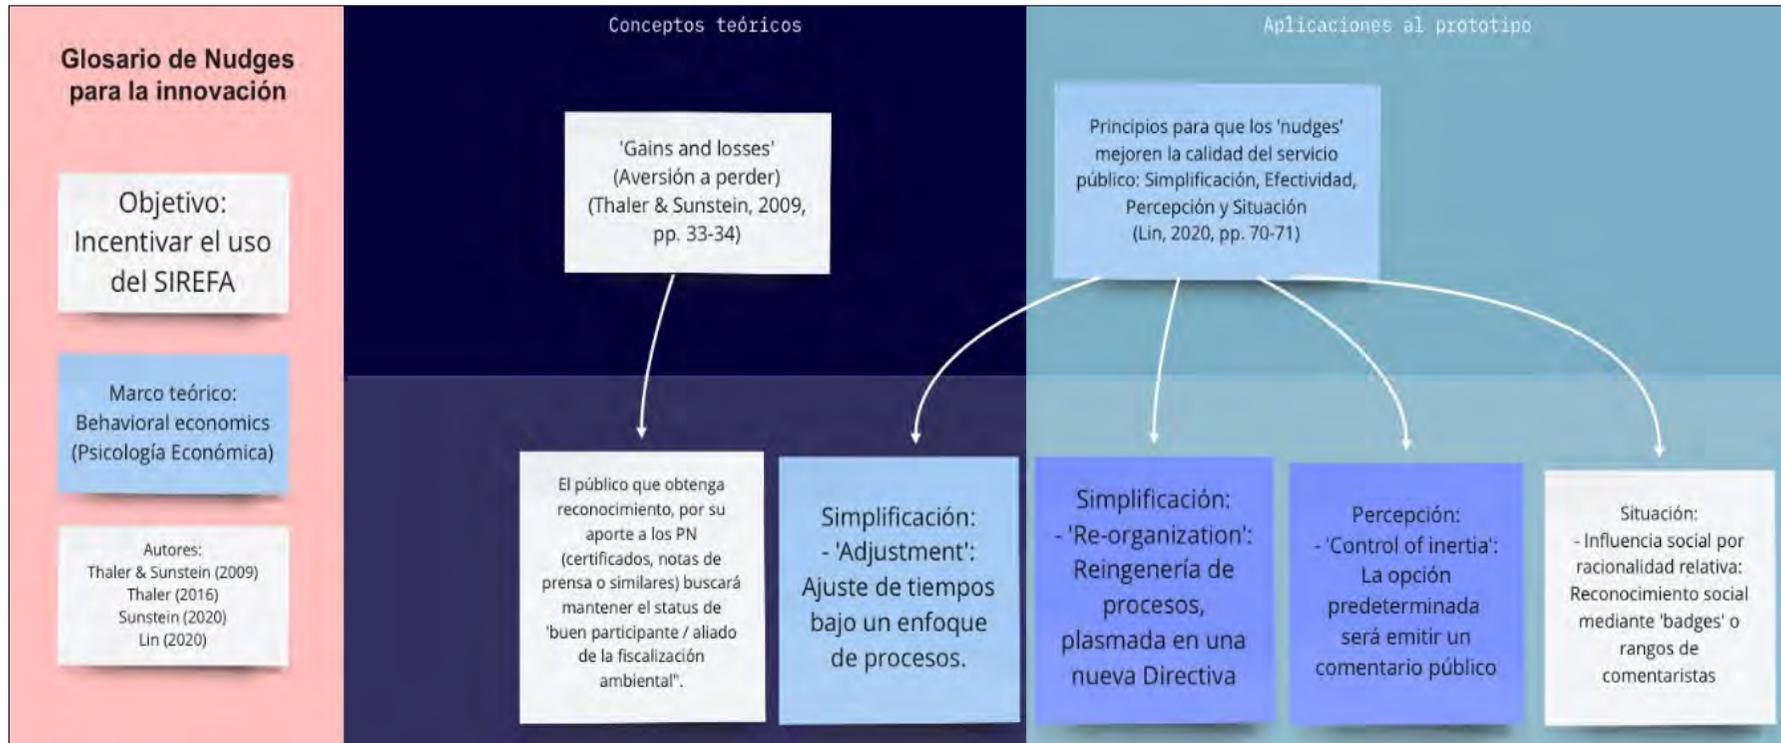 Glosario de Nudges
para la innovación
Objetivo:
Incentivar el uso
del SIREFA
Marco teórico:
Behavioral economics
(Psicología Económica)
Autores:
Thaler & Sunstein (2009)
Thaler (2016)
Sunstein (2020)
Lin (2020)
Conceptos teóricos
'Gains and losses'
(Aversión a perder)
(Thaler & Sunstein, 2009,
pp. 33-34)
El público que obtenga
reconocimiento, por su
aporte a los PN
(certificados, notas de
prensa o similares) buscará
mantener el status de
'buen participante / aliado
de la fiscalización
ambiental".
Simplificación:
- 'Adjustment':
Ajuste de tiempos
bajo un enfoque
de procesos.
Aplicaciones al prototipo
Principios para que los 'nudges'
mejoren la calidad del servicio
público: Simplificación, Efectividad,
Percepción y Situación
(Lin, 2020, pp. 70-71)
Simplificación:
- 'Re-organization':
Reingenería de
procesos,
plasmada en una
nueva Directiva
Percepción:
- 'Control of inertia':
La opción
predeterminada
será emitir un
comentario público
Situación:
- Influencia social por
racionalidad relativa:
Reconocimiento social
mediante 'badges' o
rangos de
comentaristas